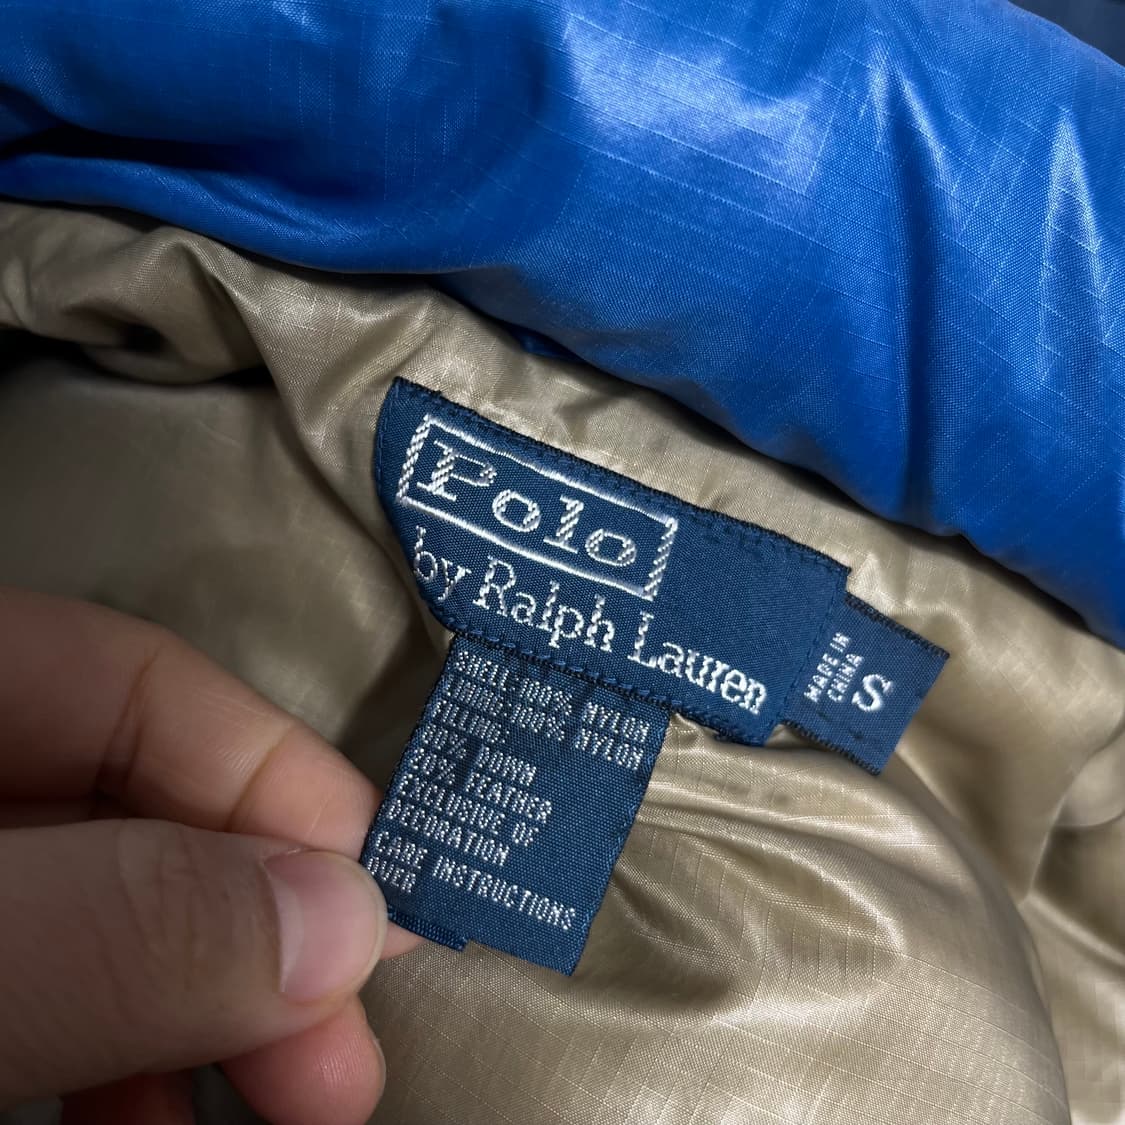 Polo
by Ralph Lauren
MADE IN
CHINA
S
SHELL:100% NYLON
LINING:100% NYLON
FILLING:
80% DOWN
20% FEATHER
EXCLUSIVE OF
DECORATION
CARE INSTRUCTIONS
OVER